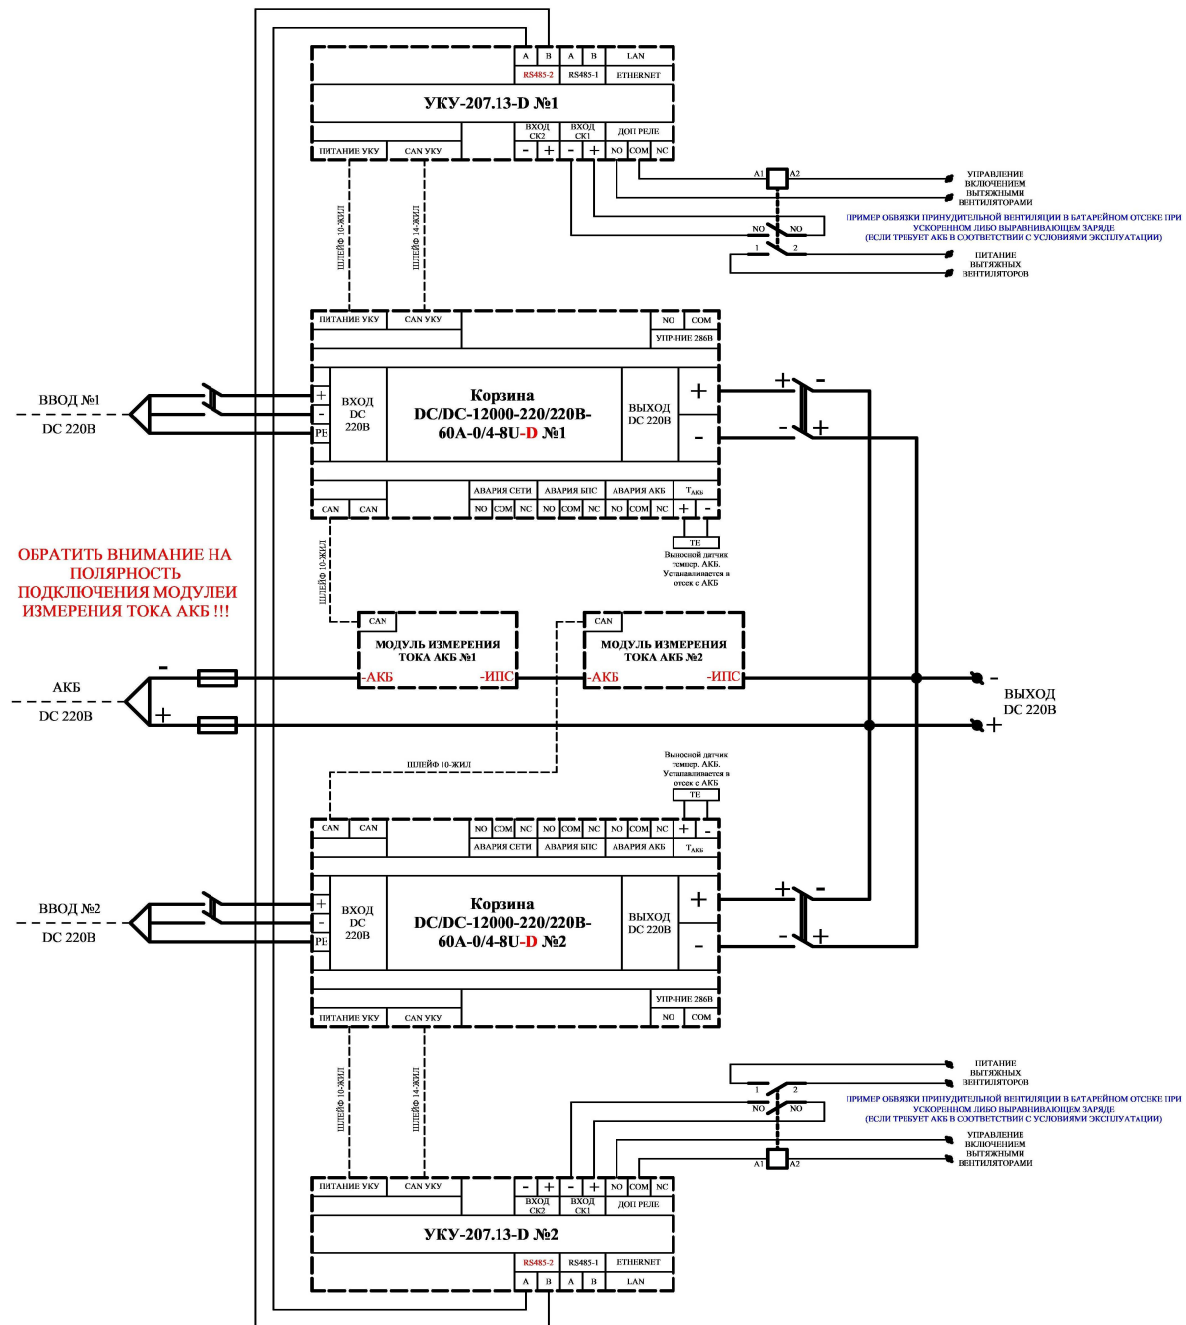 A B A B LAN
RS485-2 RS485-1 ETHERNET
УКУ-207.13-D №1
ВХОД СК2 ВХОД СК1 ДОП РЕЛЕ
ПИТАНИЕ УКУ CAN УКУ - + - + NO COM NC
ШЛЕЙФ 10-ЖИЛ
ШЛЕЙФ 14-ЖИЛ
A1 A2
УПРАВЛЕНИЕ
ВКЛЮЧЕНИЕМ
ВЫТЯЖНЫМИ
ВЕНТИЛЯТОРАМИ
ПРИМЕР ОБВЯЗКИ ПРИНУДИТЕЛЬНОЙ ВЕНТИЛЯЦИИ В БАТАРЕЙНОМ ОТСЕКЕ ПРИ
УСКОРЕННОМ ЛИБО ВЫРАВНИВАЮЩЕМ ЗАРЯДЕ
(ЕСЛИ ТРЕБУЕТ АКБ В СООТВЕТСТВИИ С УСЛОВИЯМИ ЭКСПЛУАТАЦИИ)
NO NO
1 2
ПИТАНИЕ
ВЫТЯЖНЫХ
ВЕНТИЛЯТОРОВ
ПИТАНИЕ УКУ CAN УКУ NO COM
УПР-НИЕ 286В
ВВОД №1
DC 220В
+
-
PE
ВХОД
DC
220В
Корзина
DC/DC-12000-220/220В-
60А-0/4-8U-D №1
ВЫХОД
DC 220В
+
-
+ -
- +
АВАРИЯ СЕТИ АВАРИЯ БПС АВАРИЯ АКБ ТАКБ
CAN CAN NO COM NC NO COM NC NO COM NC + -
ШЛЕЙФ 10-ЖИЛ
TE
Выносной датчик
темпер. АКБ.
Устанавливается в
отсек с АКБ
ОБРАТИТЬ ВНИМАНИЕ НА
ПОЛЯРНОСТЬ
ПОДКЛЮЧЕНИЯ МОДУЛЕЙ
ИЗМЕРЕНИЯ ТОКА АКБ !!!
CAN
МОДУЛЬ ИЗМЕРЕНИЯ
ТОКА АКБ №1
-АКБ -ИПС
CAN
МОДУЛЬ ИЗМЕРЕНИЯ
ТОКА АКБ №2
-АКБ -ИПС
АКБ
DC 220В
-
+
-
+
ВЫХОД
DC 220В
ШЛЕЙФ 10-ЖИЛ
Выносной датчик
темпер. АКБ.
Устанавливается в
отсек с АКБ
TE
CAN CAN NO COM NC NO COM NC NO COM NC + -
АВАРИЯ СЕТИ АВАРИЯ БПС АВАРИЯ АКБ ТАКБ
ВВОД №2
DC 220В
+
-
PE
ВХОД
DC
220В
Корзина
DC/DC-12000-220/220В-
60А-0/4-8U-D №2
ВЫХОД
DC 220В
+
-
+ -
- +
УПР-НИЕ 286В
ПИТАНИЕ УКУ CAN УКУ NO COM
ШЛЕЙФ 10-ЖИЛ
ШЛЕЙФ 14-ЖИЛ
ПИТАНИЕ
ВЫТЯЖНЫХ
ВЕНТИЛЯТОРОВ
1 2
NO NO
ПРИМЕР ОБВЯЗКИ ПРИНУДИТЕЛЬНОЙ ВЕНТИЛЯЦИИ В БАТАРЕЙНОМ ОТСЕКЕ ПРИ
УСКОРЕННОМ ЛИБО ВЫРАВНИВАЮЩЕМ ЗАРЯДЕ
(ЕСЛИ ТРЕБУЕТ АКБ В СООТВЕТСТВИИ С УСЛОВИЯМИ ЭКСПЛУАТАЦИИ)
УПРАВЛЕНИЕ
ВКЛЮЧЕНИЕМ
ВЫТЯЖНЫМИ
ВЕНТИЛЯТОРАМИ
A1 A2
ПИТАНИЕ УКУ CAN УКУ - + - + NO COM NC
ВХОД СК2 ВХОД СК1 ДОП РЕЛЕ
УКУ-207.13-D №2
RS485-2 RS485-1 ETHERNET
A B A B LAN